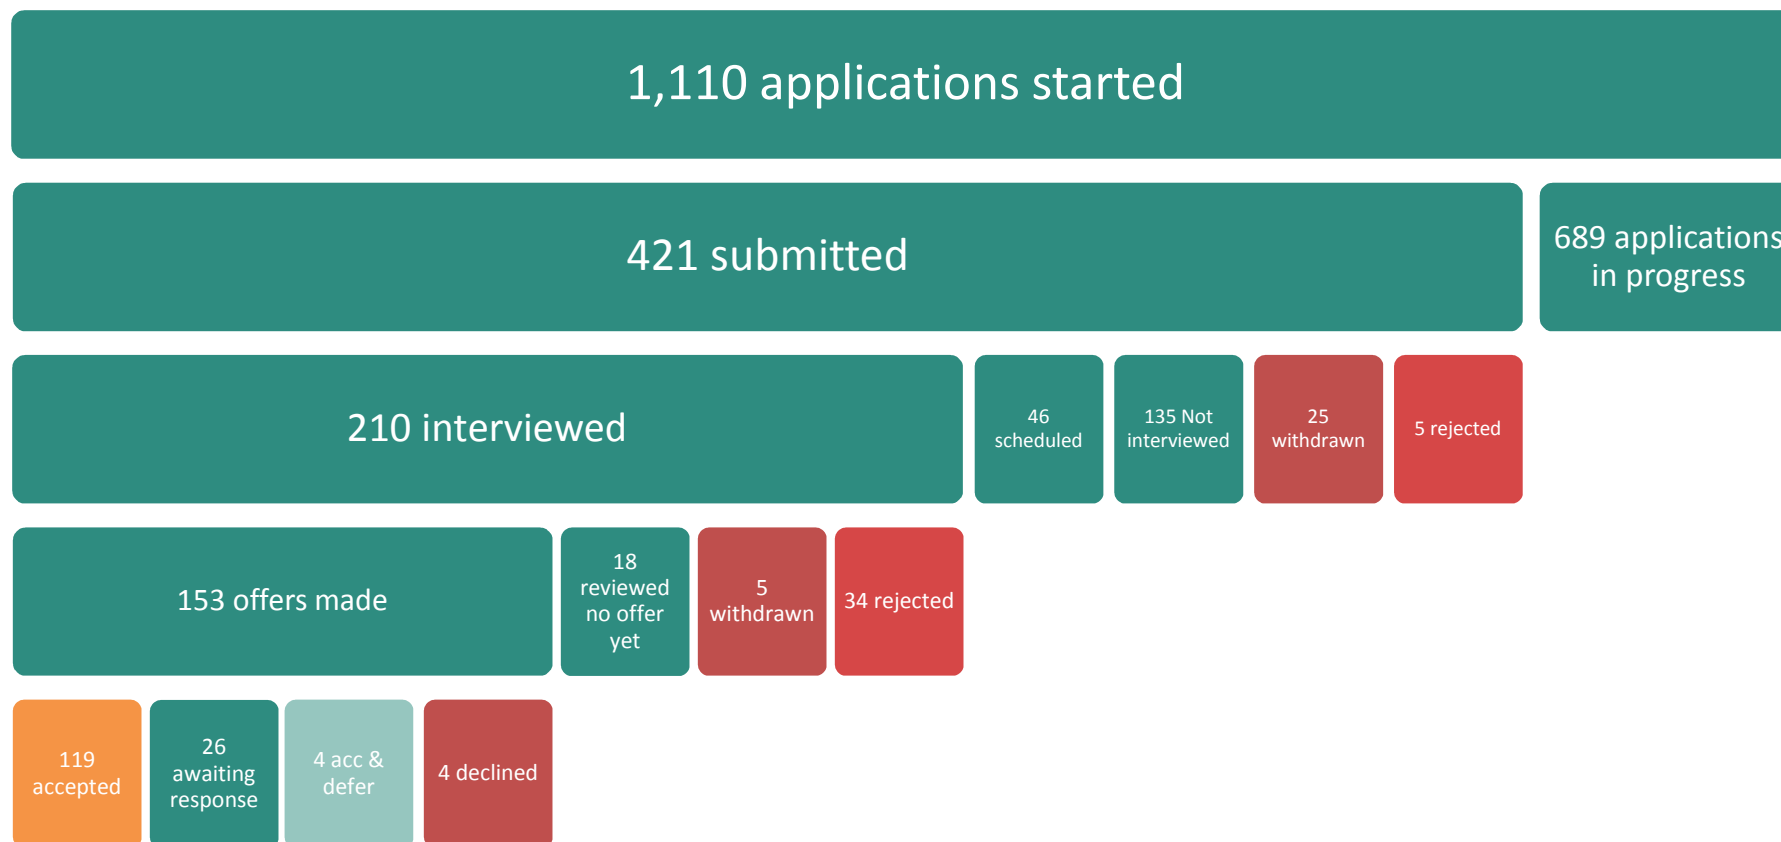 1,110 applications started
421 submitted
689 applications
in progress
210 interviewed
46
scheduled
135 Not
interviewed
25
withdrawn
5 rejected
153 offers made
18
reviewed
no offer
yet
5
withdrawn
34 rejected
119
accepted
26
awaiting
response
4 acc &
defer
4 declined